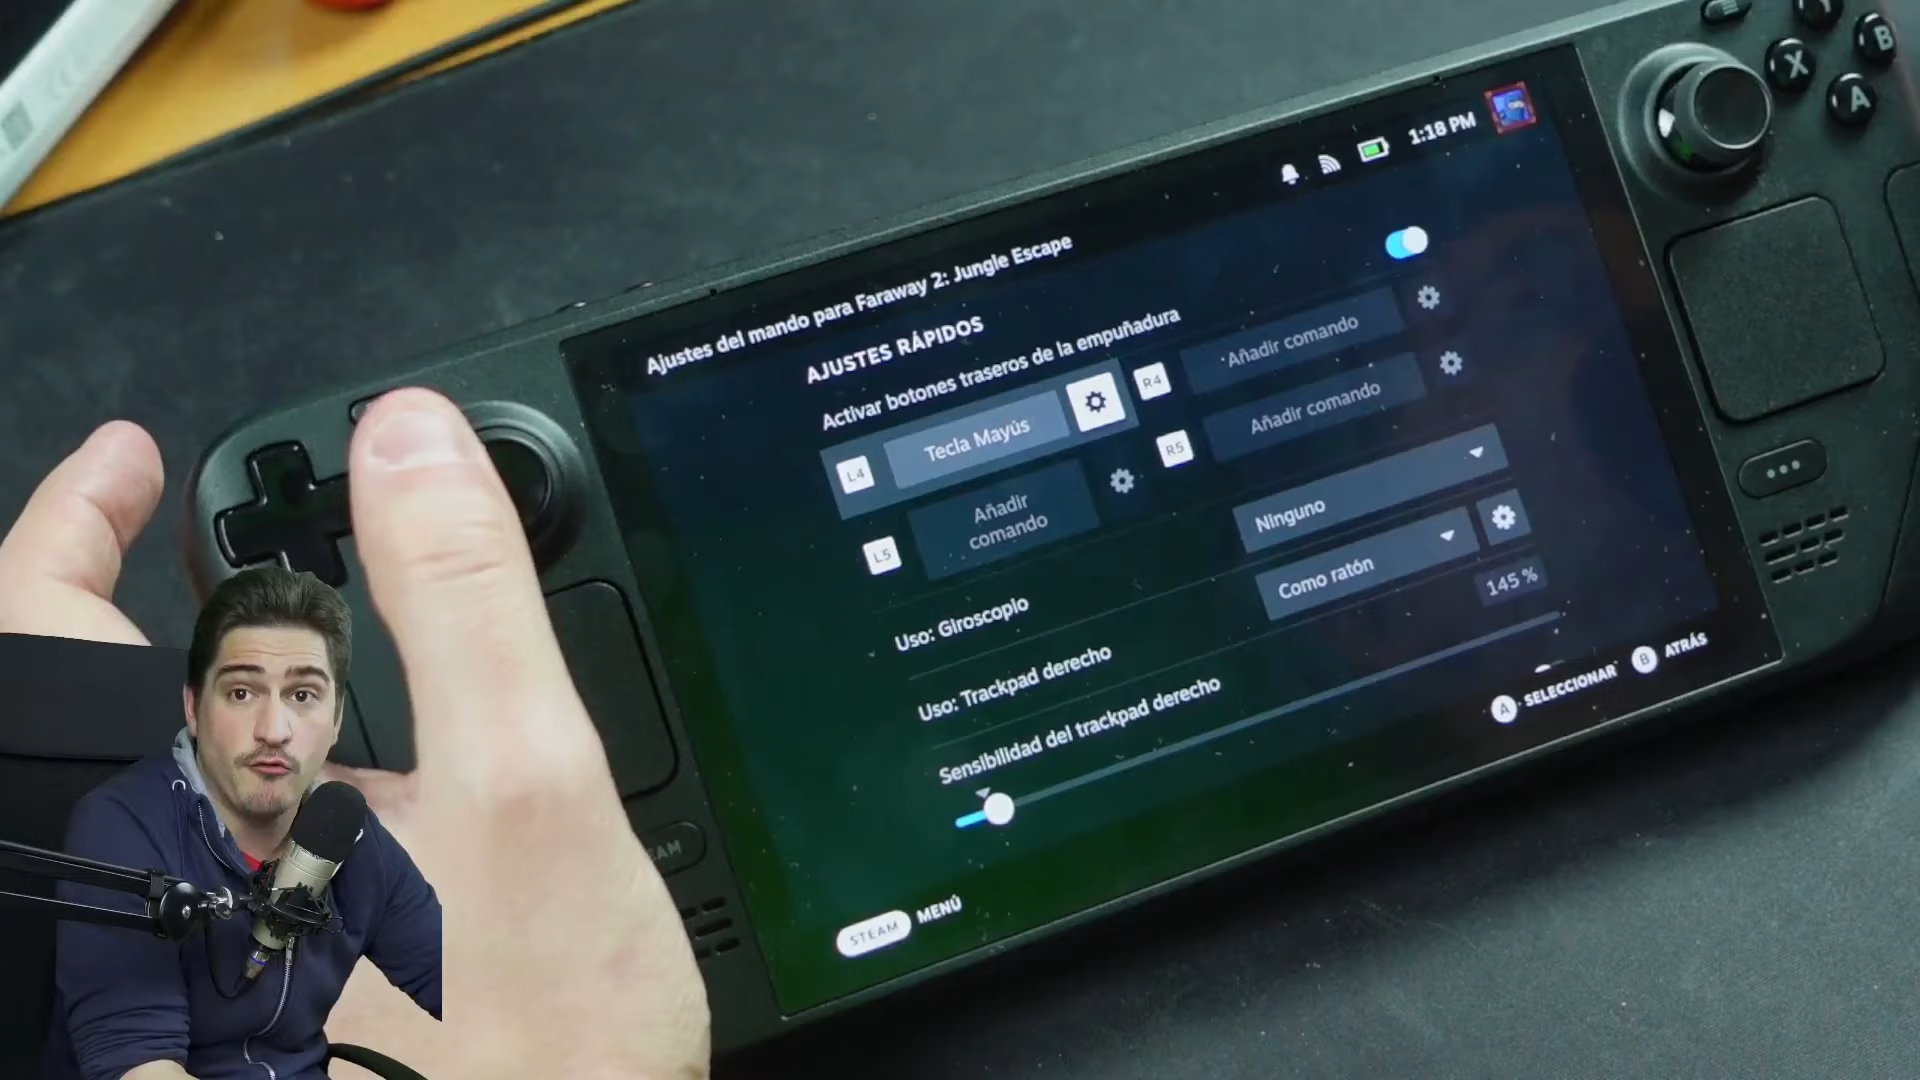 1:18 PM
Ajustes del mando para Faraway 2: Jungle Escape
AJUSTES RÁPIDOS
Activar botones traseros de la empuñadura
L4
Tecla Mayús
R4
Añadir comando
L5
Añadir
comando
R5
Añadir comando
Uso: Giroscopio
Ninguno
Uso: Trackpad derecho
Como ratón
Sensibilidad del trackpad derecho
145 %
STEAM MENÚ
A SELECCIONAR
B ATRÁS
X
B
A